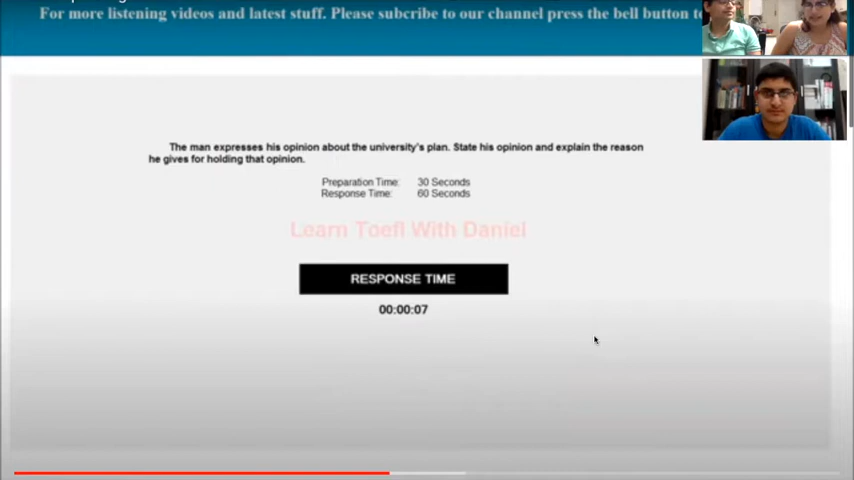 For more listening videos and latest stuff. Please subcribe to our channel press the bell button
The man expresses his opinion about the university's plan. State his opinion and explain the reason
he gives for holding that opinion.
Preparation Time: 30 Seconds
Response Time: 60 Seconds
Learn Toefl With Daniel
RESPONSE TIME
00:00:07